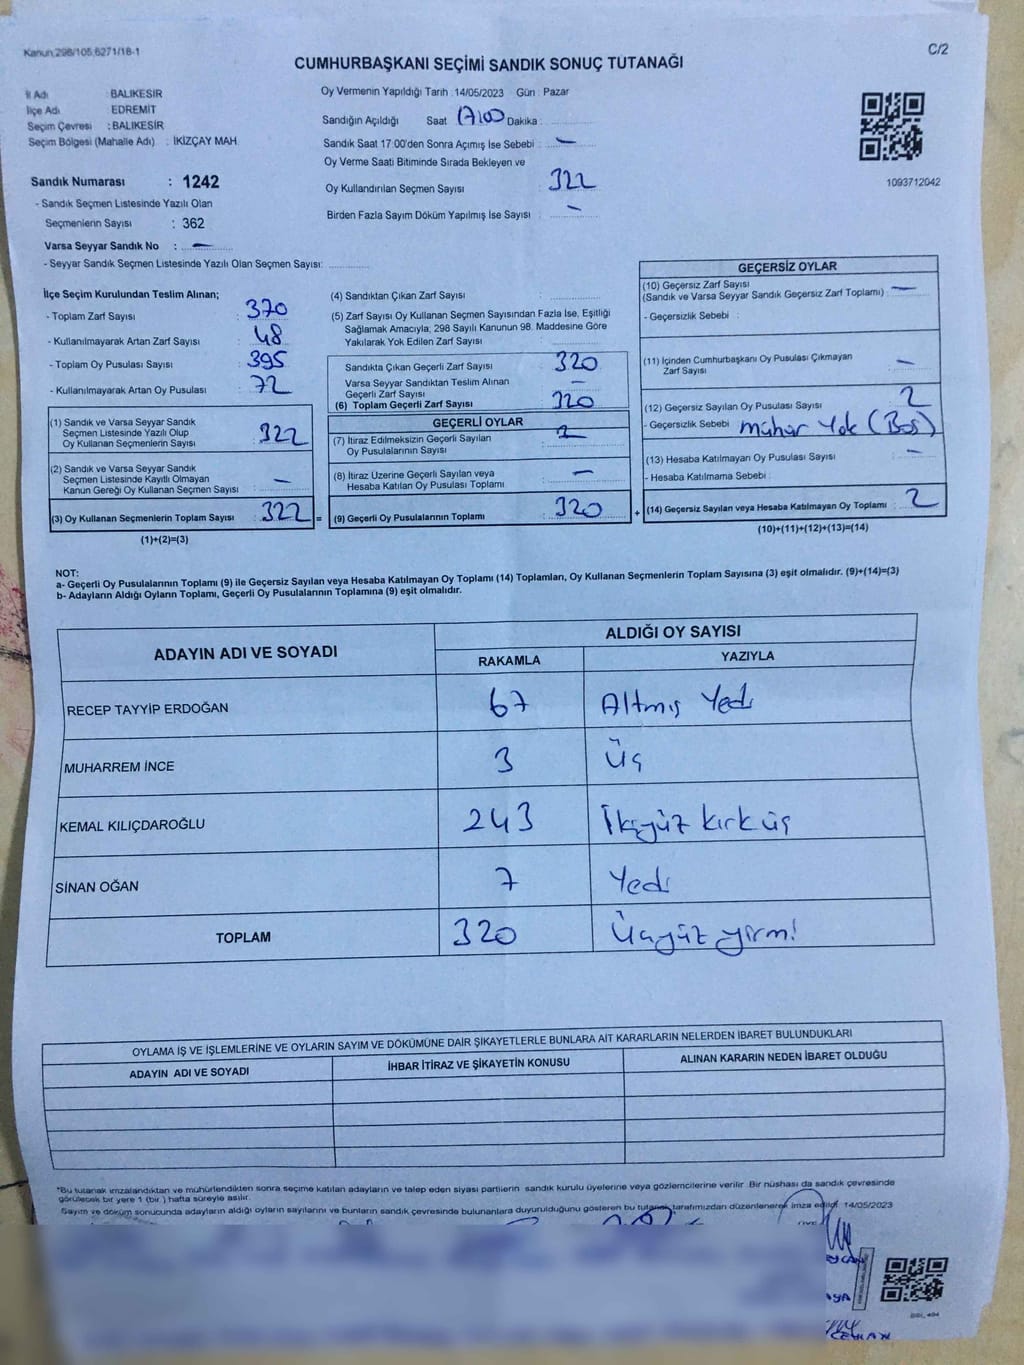 Kanun:298/105,6271/18-1
C/2
CUMHURBAŞKANI SEÇİMİ SANDIK SONUÇ TUTANAĞI
İl Adı : BALIKESİR
İlçe Adı : EDREMİT
Seçim Çevresi : BALIKESİR
Seçim Bölgesi (Mahalle Adı) : İKİZÇAY MAH.
Sandık Numarası : 1242
- Sandık Seçmen Listesinde Yazılı Olan
Seçmenlerin Sayısı : 362
Varsa Seyyar Sandık No : —
- Seyyar Sandık Seçmen Listesinde Yazılı Olan Seçmen Sayısı:
Oy Vermenin Yapıldığı Tarih :14/05/2023 Gün : Pazar
Sandığın Açıldığı Saat 17:00 Dakika :
Sandık Saat 17:00'den Sonra Açımış İse Sebebi : —
Oy Verme Saati Bitiminde Sırada Bekleyen ve
Oy Kullandırılan Seçmen Sayısı : 322
Birden Fazla Sayım Döküm Yapılmış İse Sayısı : —
1093712042
İlçe Seçim Kurulundan Teslim Alınan;
- Toplam Zarf Sayısı : 370
- Kullanılmayarak Artan Zarf Sayısı : 48
- Toplam Oy Pusulası Sayısı : 395
- Kullanılmayarak Artan Oy Pusulası : 72
(1) Sandık ve Varsa Seyyar Sandık
Seçmen Listesinde Yazılı Olup
Oy Kullanan Seçmenlerin Sayısı : 322
(2) Sandık ve Varsa Seyyar Sandık
Seçmen Listesinde Kayıtlı Olmayan
Kanun Gereği Oy Kullanan Seçmen Sayısı : —
(3) Oy Kullanan Seçmenlerin Toplam Sayısı : 322 =
(1)+(2)=(3)
(4) Sandıktan Çıkan Zarf Sayısı :
(5) Zarf Sayısı Oy Kullanan Seçmen Sayısından Fazla İse, Eşitliği
Sağlamak Amacıyla; 298 Sayılı Kanunun 98. Maddesine Göre
Yakılarak Yok Edilen Zarf Sayısı :
Sandıkta Çıkan Geçerli Zarf Sayısı : 320
Varsa Seyyar Sandıktan Teslim Alınan
Geçerli Zarf Sayısı : —
(6) Toplam Geçerli Zarf Sayısı : 320
GEÇERLİ OYLAR
(7) İtiraz Edilmeksizin Geçerli Sayılan
Oy Pusulalarının Sayısı :
(8) İtiraz Üzerine Geçerli Sayılan veya
Hesaba Katılan Oy Pusulası Toplamı : —
(9) Geçerli Oy Pusulalarının Toplamı : 320 +
GEÇERSİZ OYLAR
(10) Geçersiz Zarf Sayısı
(Sandık ve Varsa Seyyar Sandık Geçersiz Zarf Toplamı) : —
- Geçersizlik Sebebi :
(11) İçinden Cumhurbaşkanı Oy Pusulası Çıkmayan
Zarf Sayısı : —
(12) Geçersiz Sayılan Oy Pusulası Sayısı : 2
- Geçersizlik Sebebi : mühür Yok (Boş)
(13) Hesaba Katılmayan Oy Pusulası Sayısı : —
- Hesaba Katılmama Sebebi :
(14) Geçersiz Sayılan veya Hesaba Katılmayan Oy Toplamı : 2
(10)+(11)+(12)+(13)=(14)
NOT:
a- Geçerli Oy Pusulalarının Toplamı (9) ile Geçersiz Sayılan veya Hesaba Katılmayan Oy Toplamı (14) Toplamları, Oy Kullanan Seçmenlerin Toplam Sayısına (3) eşit olmalıdır. (9)+(14)=(3)
b- Adayların Aldığı Oyların Toplamı, Geçerli Oy Pusulalarının Toplamına (9) eşit olmalıdır.
ADAYIN ADI VE SOYADI ALDIĞI OY SAYISI
RAKAMLA YAZIYLA
RECEP TAYYİP ERDOĞAN 67 Altmış Yedi
MUHARREM İNCE 3 Üç
KEMAL KILIÇDAROĞLU 243 İkiyüz kırk üç
SİNAN OĞAN 7 Yedi
TOPLAM 320 Üçyüz yirmi
OYLAMA İŞ VE İŞLEMLERİNE VE OYLARIN SAYIM VE DÖKÜMÜNE DAİR ŞİKAYETLERLE BUNLARA AİT KARARLARIN NELERDEN İBARET BULUNDUKLARI
ADAYIN ADI VE SOYADI İHBAR İTİRAZ VE ŞİKAYETİN KONUSU ALINAN KARARIN NEDEN İBARET OLDUĞU
*Bu tutanak imzalandıktan ve mühürlendikten sonra seçime katılan adayların ve talep eden siyasi partilerin sandık kurulu üyelerine veya gözlemcilerine verilir. Bir nüshası da sandık çevresinde
görülecek bir yere 1 (bir ) hafta süreyle asılır.
Sayım ve döküm sonucunda adayların aldığı oyların sayılarını ve bunların sandık çevresinde bulunanlara duyurulduğunu gösteren bu tutanak tarafımızdan düzenlenerek imza edildi. 14/05/2023